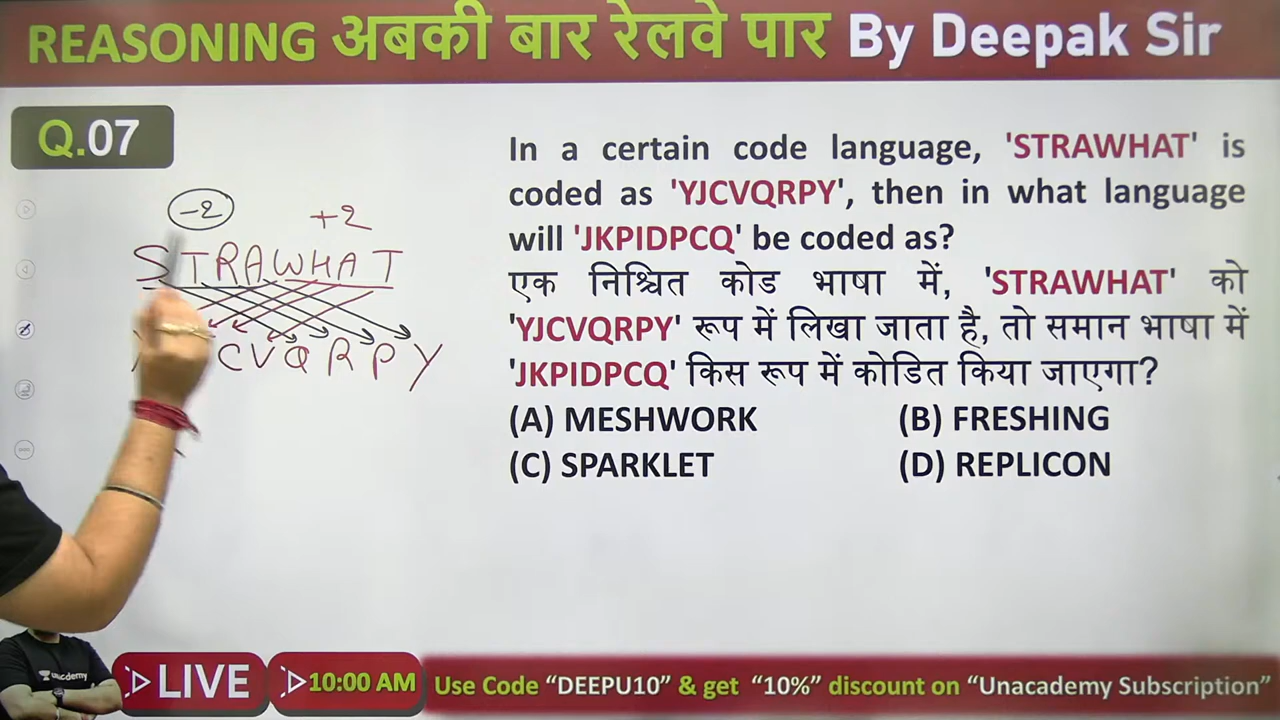 REASONING अबकी बार रेलवे पार By Deepak Sir
Q.07
In a certain code language, 'STRAWHAT' is
coded as 'YJCVQRPY', then in what language
will 'JKPIDPCQ' be coded as?
एक निश्चित कोड भाषा में, 'STRAWHAT' को
'YJCVQRPY' रूप में लिखा जाता है, तो समान भाषा में
'JKPIDPCQ' किस रूप में कोडित किया जाएगा?
(A) MESHWORK (B) FRESHING
(C) SPARKLET (D) REPLICON
-2 +2
STRAWHAT
CVQRPY
unacdemy
LIVE
10:00 AM
Use Code “DEEPU10” & get “10%” discount on “Unacademy Subscription”